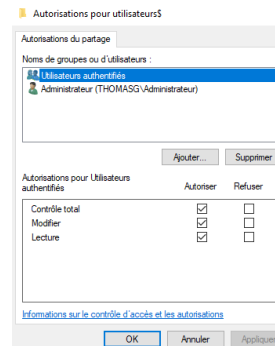 Autorisations pour utilisateurs$
Autorisations du partage
Noms de groupes ou d'utilisateurs :
Utilisateurs authentifiés
Administrateur (THOMASG\Administrateur)
Ajouter... Supprimer
Autorisations pour Utilisateurs
authentifiés Autoriser Refuser
Contrôle total
Modifier
Lecture
Informations sur le contrôle d'accès et les autorisations
OK Annuler Appliquer